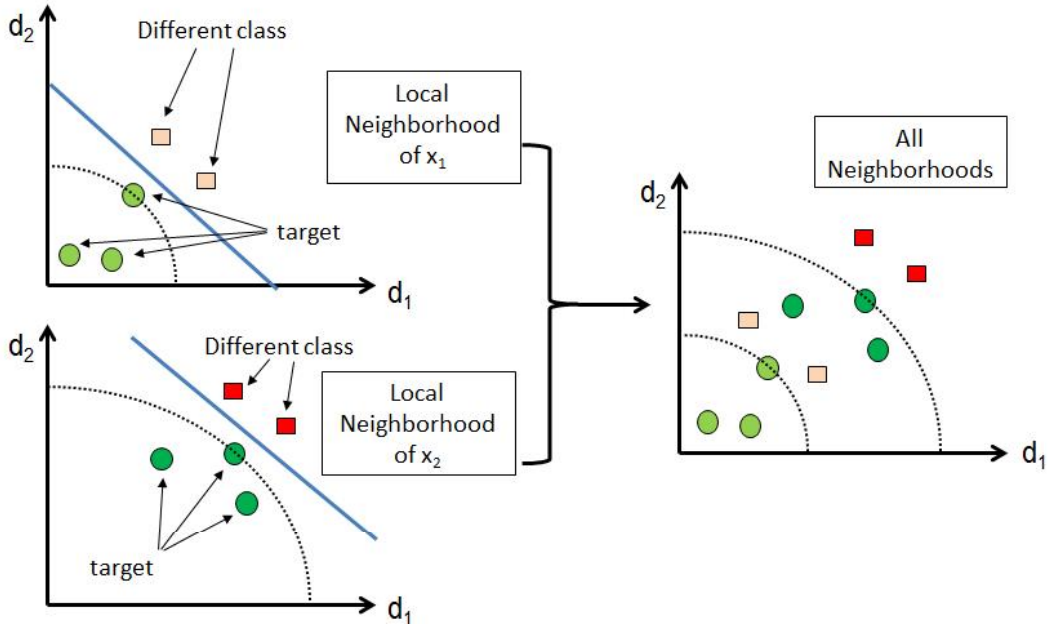 d₂
Different class
Local
Neighborhood
of x₁
target
d₁
d₂
Different class
Local
Neighborhood
of x₂
target
d₁
All
Neighborhoods
d₂
d₁